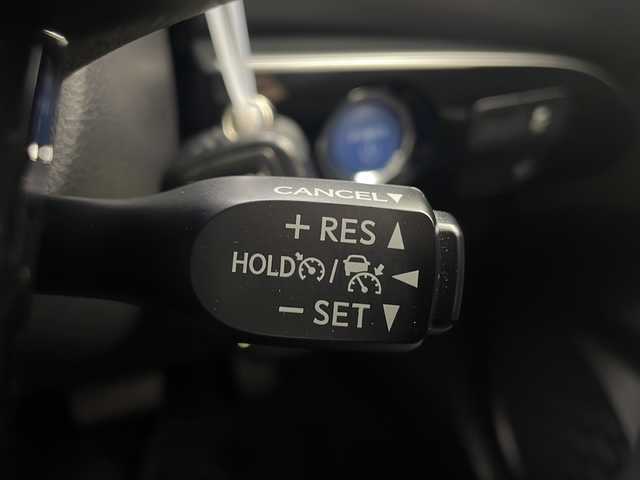 CANCEL▼
+ RES ▲
HOLD / ◀
− SET ▼